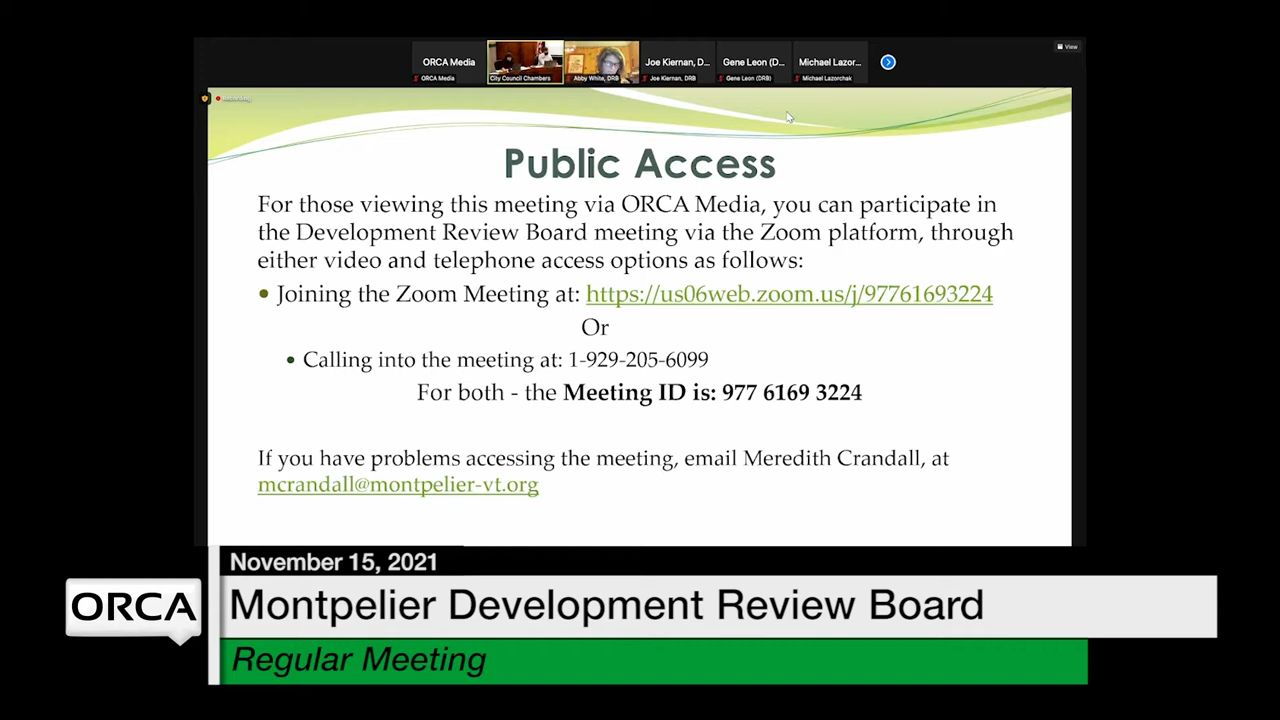 View
ORCA Media
Joe Kiernan, D...
Gene Leon (D...
Michael Lazor...
ORCA Media
City Council Chambers
Abby White, DRB
Joe Kiernan, DRB
Gene Leon (DRB)
Michael Lazorchak
Public Access
For those viewing this meeting via ORCA Media, you can participate in
the Development Review Board meeting via the Zoom platform, through
either video and telephone access options as follows:
• Joining the Zoom Meeting at: https://us06web.zoom.us/j/97761693224
Or
• Calling into the meeting at: 1-929-205-6099
For both - the Meeting ID is: 977 6169 3224
If you have problems accessing the meeting, email Meredith Crandall, at
mcrandall@montpelier-vt.org
November 15, 2021
ORCA
Montpelier Development Review Board
Regular Meeting